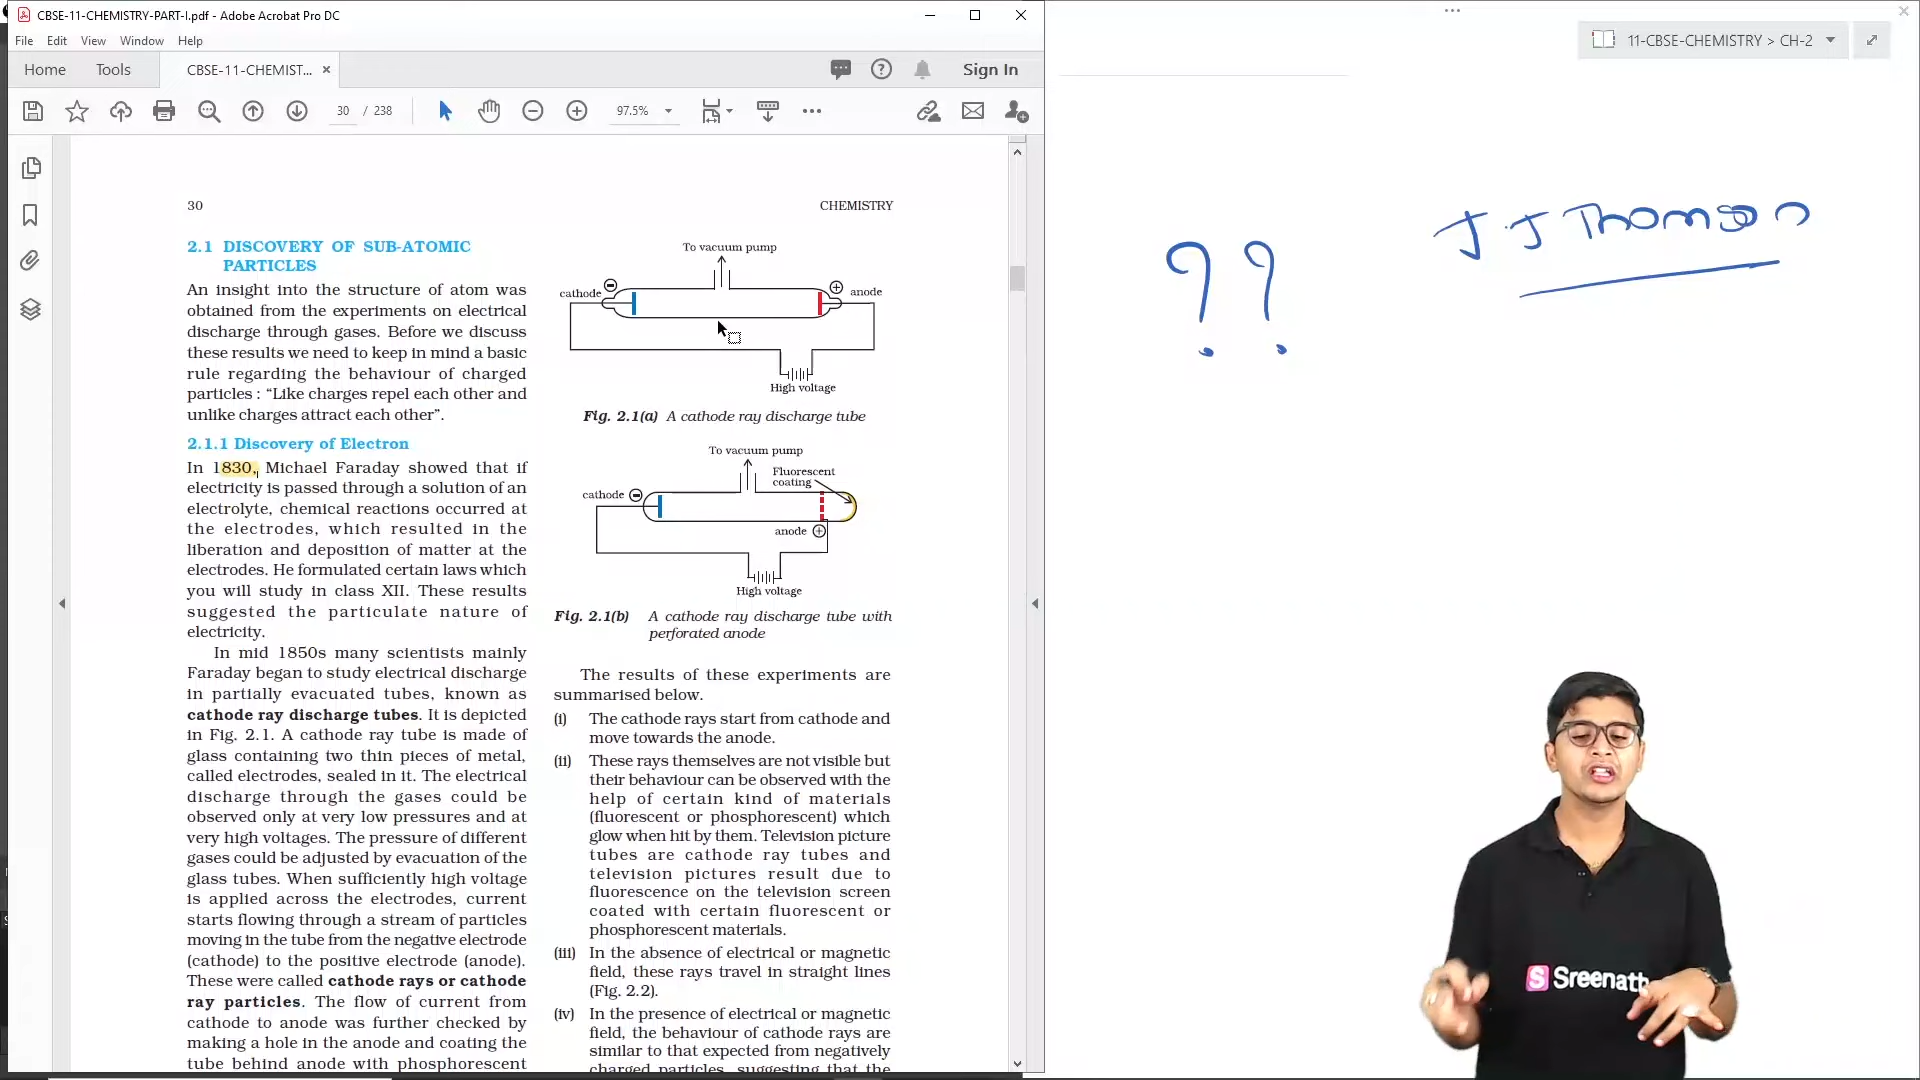 CBSE-11-CHEMISTRY-PART-I.pdf - Adobe Acrobat Pro DC
File Edit View Window Help
Home Tools CBSE-11-CHEMIST... × Sign In
30 / 238 97.5%
30 CHEMISTRY
2.1 DISCOVERY OF SUB-ATOMIC
PARTICLES
An insight into the structure of atom was
obtained from the experiments on electrical
discharge through gases. Before we discuss
these results we need to keep in mind a basic
rule regarding the behaviour of charged
particles : “Like charges repel each other and
unlike charges attract each other”.
2.1.1 Discovery of Electron
In 1830, Michael Faraday showed that if
electricity is passed through a solution of an
electrolyte, chemical reactions occurred at
the electrodes, which resulted in the
liberation and deposition of matter at the
electrodes. He formulated certain laws which
you will study in class XII. These results
suggested the particulate nature of
electricity.
In mid 1850s many scientists mainly
Faraday began to study electrical discharge
in partially evacuated tubes, known as
cathode ray discharge tubes. It is depicted
in Fig. 2.1. A cathode ray tube is made of
glass containing two thin pieces of metal,
called electrodes, sealed in it. The electrical
discharge through the gases could be
observed only at very low pressures and at
very high voltages. The pressure of different
gases could be adjusted by evacuation of the
glass tubes. When sufficiently high voltage
is applied across the electrodes, current
starts flowing through a stream of particles
moving in the tube from the negative electrode
(cathode) to the positive electrode (anode).
These were called cathode rays or cathode
ray particles. The flow of current from
cathode to anode was further checked by
making a hole in the anode and coating the
tube behind anode with phosphorescent
To vacuum pump
cathode − + anode
High voltage
Fig. 2.1(a) A cathode ray discharge tube
To vacuum pump
Fluorescent
coating
cathode −
anode +
High voltage
Fig. 2.1(b) A cathode ray discharge tube with
perforated anode
The results of these experiments are
summarised below.
(i) The cathode rays start from cathode and
move towards the anode.
(ii) These rays themselves are not visible but
their behaviour can be observed with the
help of certain kind of materials
(fluorescent or phosphorescent) which
glow when hit by them. Television picture
tubes are cathode ray tubes and
television pictures result due to
fluorescence on the television screen
coated with certain fluorescent or
phosphorescent materials.
(iii) In the absence of electrical or magnetic
field, these rays travel in straight lines
(Fig. 2.2).
(iv) In the presence of electrical or magnetic
field, the behaviour of cathode rays are
similar to that expected from negatively
charged particles, suggesting that the
11-CBSE-CHEMISTRY > CH-2
? ?
J.J Thomson
S Sreenath